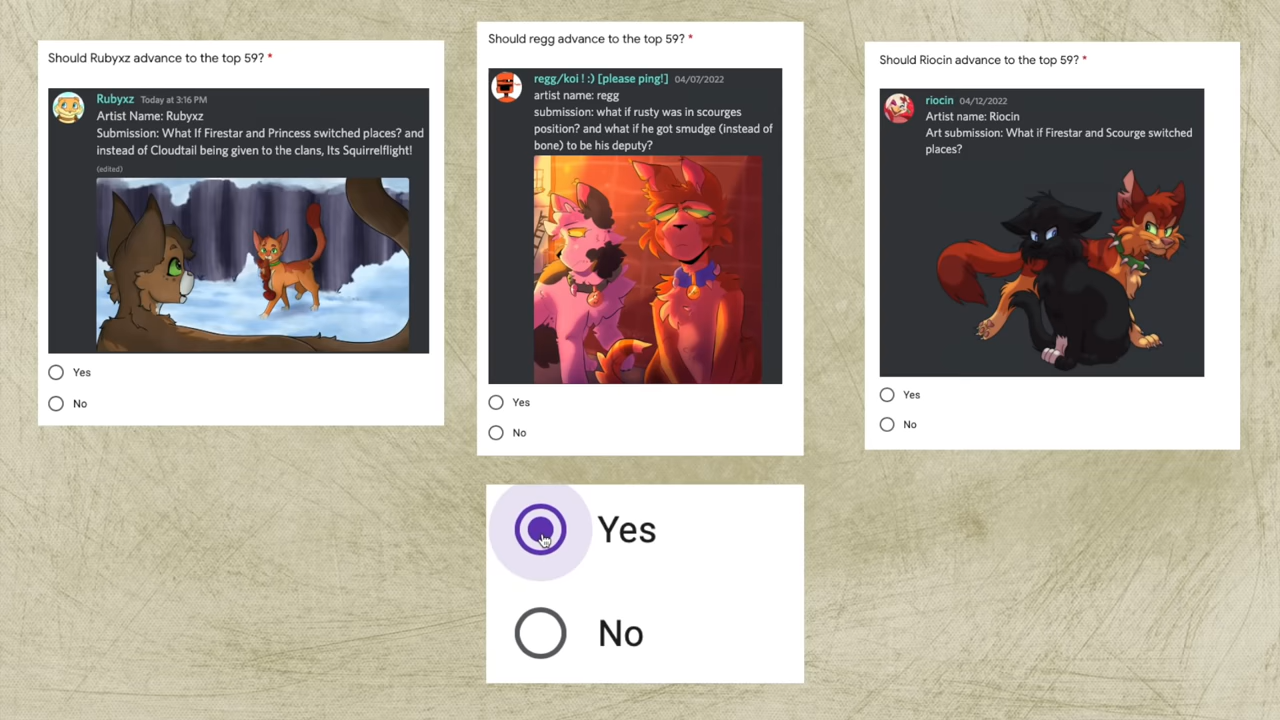 Should Rubyxz advance to the top 59? *
Rubyxz Today at 3:16 PM
Artist Name: Rubyxz
Submission: What If Firestar and Princess switched places? and
instead of Cloudtail being given to the clans, Its Squirrelflight!
(edited)
Yes
No
Should regg advance to the top 59? *
regg/koi ! :) [please ping!] 04/07/2022
artist name: regg
submission: what if rusty was in scourges
position? and what if he got smudge (instead of
bone) to be his deputy?
Yes
No
Should Riocin advance to the top 59? *
riocin 04/12/2022
Artist name: Riocin
Art submission: What if Firestar and Scourge switched
places?
Yes
No
Yes
No